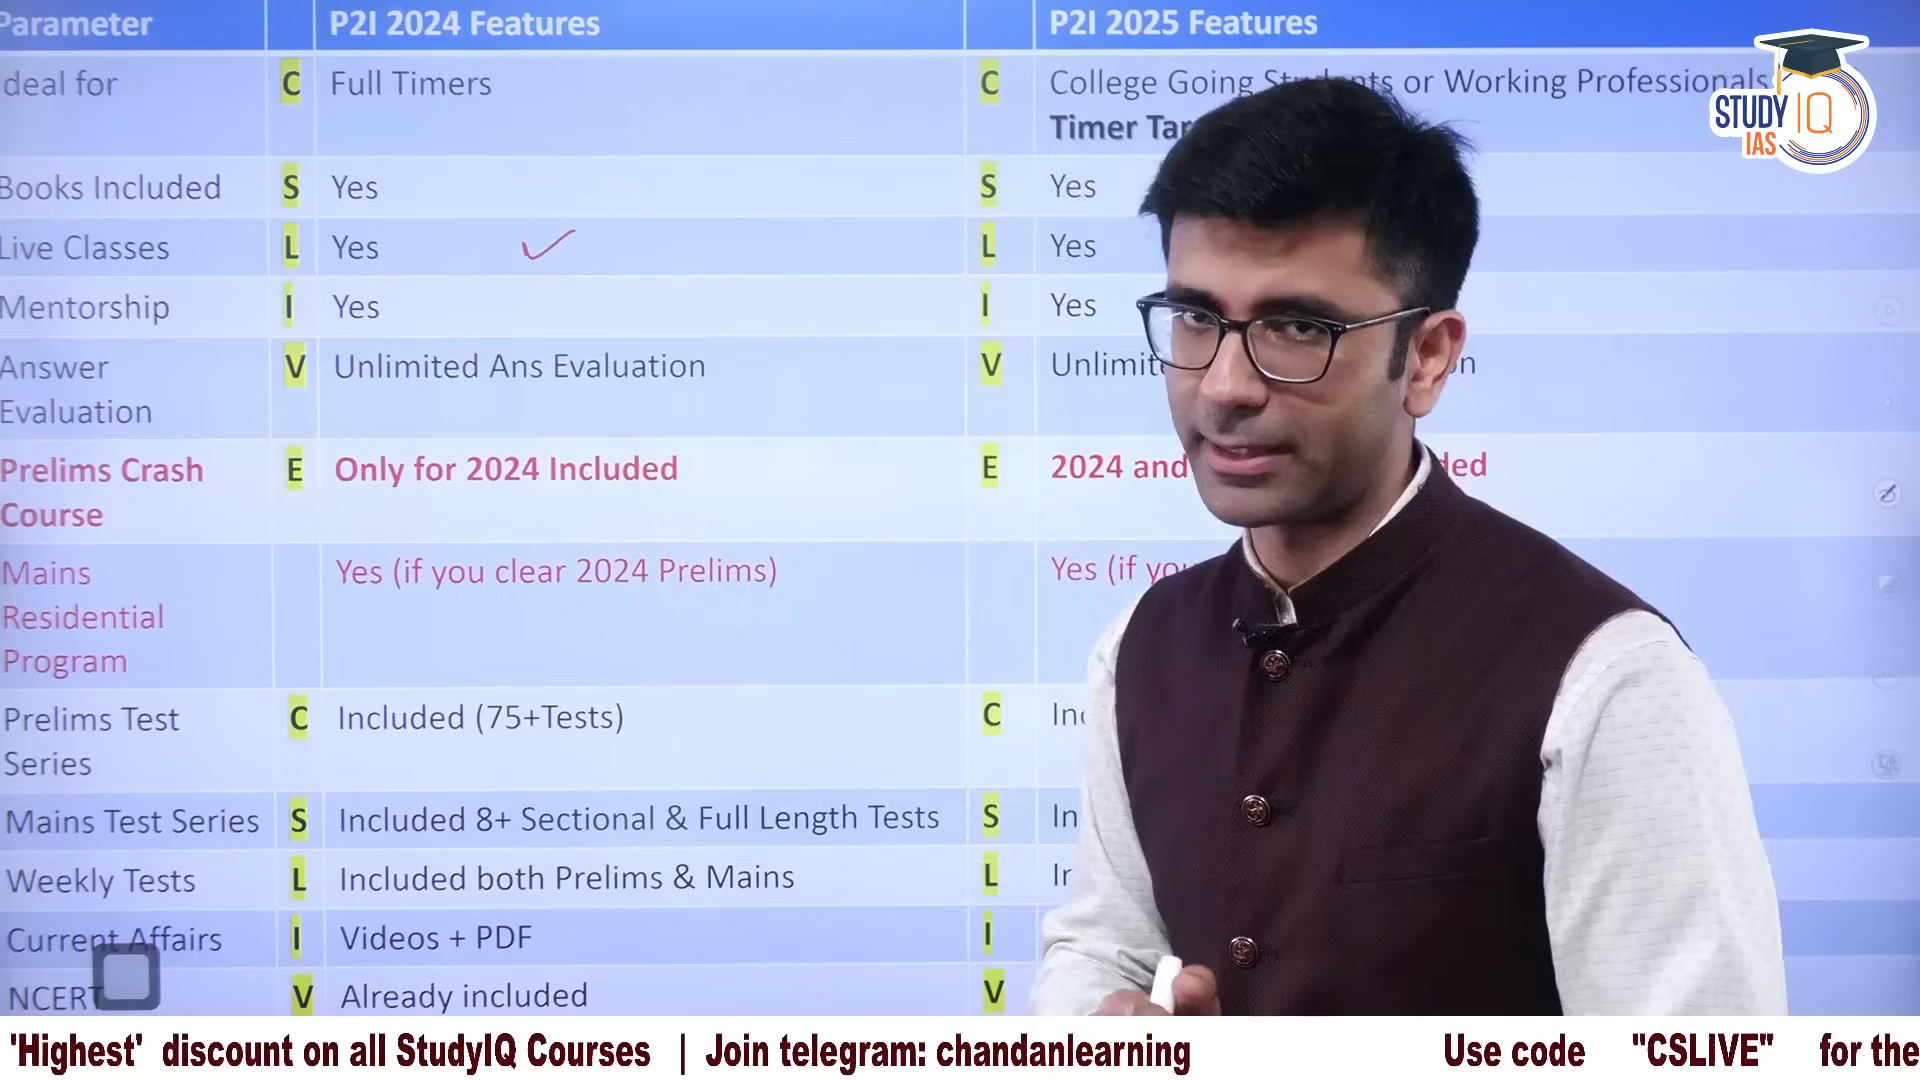 Parameter P2I 2024 Features P2I 2025 Features
deal for C Full Timers C College Going Students or Working Professionals
Timer
STUDY IQ
IAS
Books Included S Yes S Yes
Live Classes L Yes L Yes
Mentorship I Yes I Yes
Answer V Unlimited Ans Evaluation V
Evaluation
Prelims Crash E Only for 2024 Included E 2024 and
Course
Mains Yes (if you clear 2024 Prelims) Yes (if
Residential
Program
Prelims Test C Included (75+Tests) C
Series
Mains Test Series S Included 8+ Sectional & Full Length Tests S
Weekly Tests L Included both Prelims & Mains L
Current Affairs I Videos + PDF I
NCERT V Already included V
'Highest' discount on all StudyIQ Courses | Join telegram: chandanlearning Use code "CSLIVE" for the